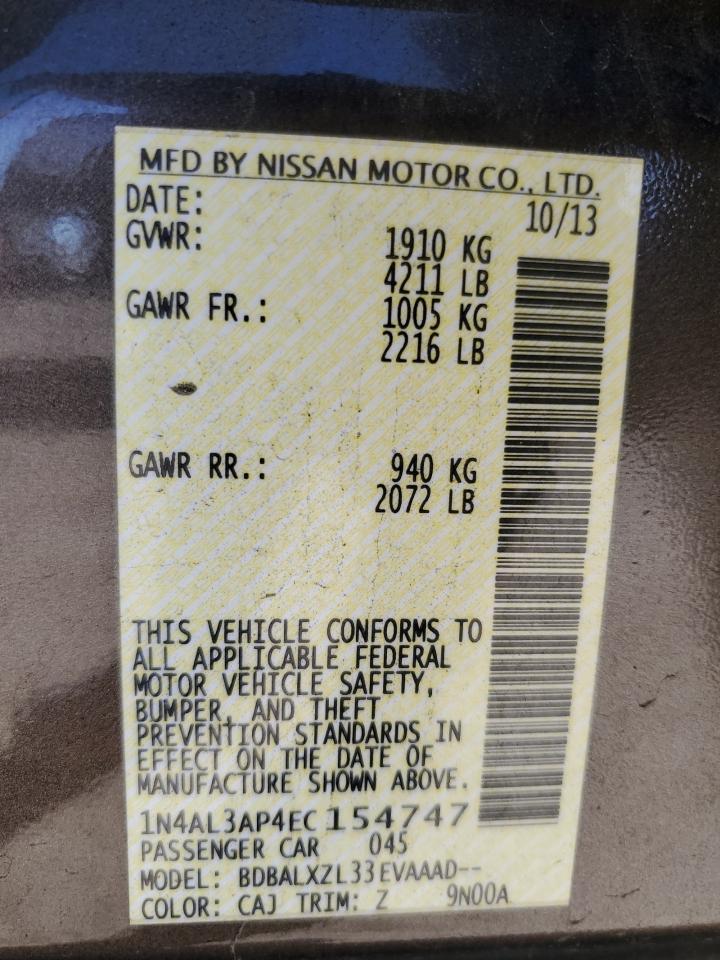 MFD BY NISSAN MOTOR CO., LTD.
DATE: 10/13
GVWR: 1910 KG
4211 LB
GAWR FR.: 1005 KG
2216 LB
GAWR RR.: 940 KG
2072 LB
THIS VEHICLE CONFORMS TO
ALL APPLICABLE FEDERAL
MOTOR VEHICLE SAFETY,
BUMPER, AND THEFT
PREVENTION STANDARDS IN
EFFECT ON THE DATE OF
MANUFACTURE SHOWN ABOVE.
1N4AL3AP4EC154747
PASSENGER CAR 045
MODEL: BDBALXZL33EVAAAD--
COLOR: CAJ TRIM: Z 9N00A